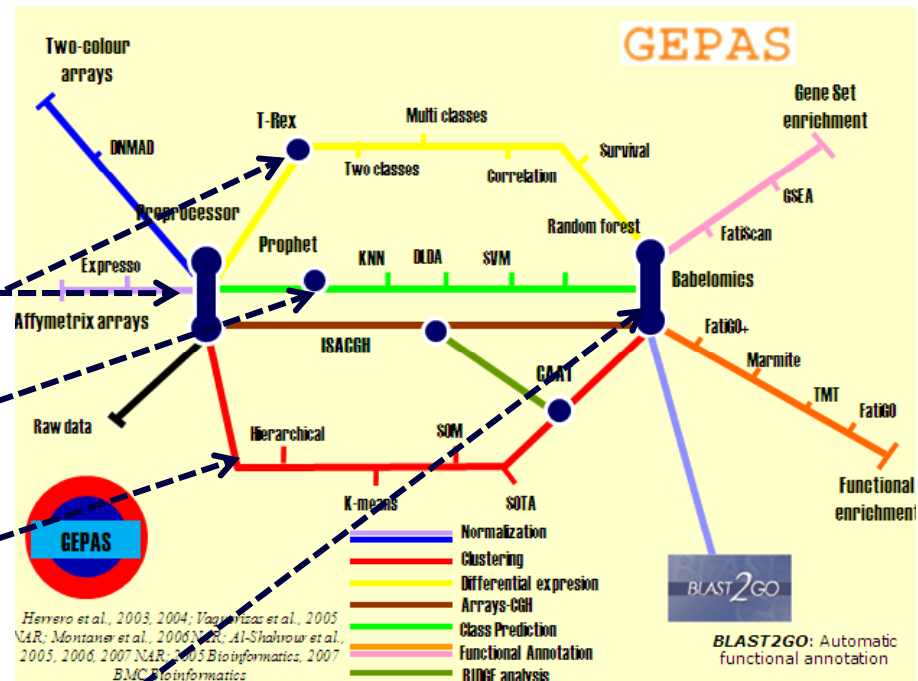 GEPAS
Two-colour
arrays
DNMAD
T-Rex
Multi classes
Two classes
Correlation
Survival
Gene Set
enrichment
GSEA
FatiScan
Preprocessor
Prophet
Random forest
Expresso
KNN
DLDA
SVM
Babelomics
Affymetrix arrays
ISACGH
CAAT
FatiGO+
Marmite
TMT
FatiGO
Raw data
Hierarchical
SOM
K-means
SOTA
Functional
enrichment
GEPAS
Normalization
Clustering
Differential expresion
Arrays-CGH
Class Prediction
Functional Annotation
RIDGE analysis
BLAST2GO
BLAST2GO: Automatic
functional annotation
Herrero et al., 2003, 2004; Vaquerizas et al., 2005
NAR; Montaner et al., 2006 NAR; Al-Shahrour et al.,
2005, 2006, 2007 NAR; 2005 Bioinformatics, 2007
BMC Bioinformatics